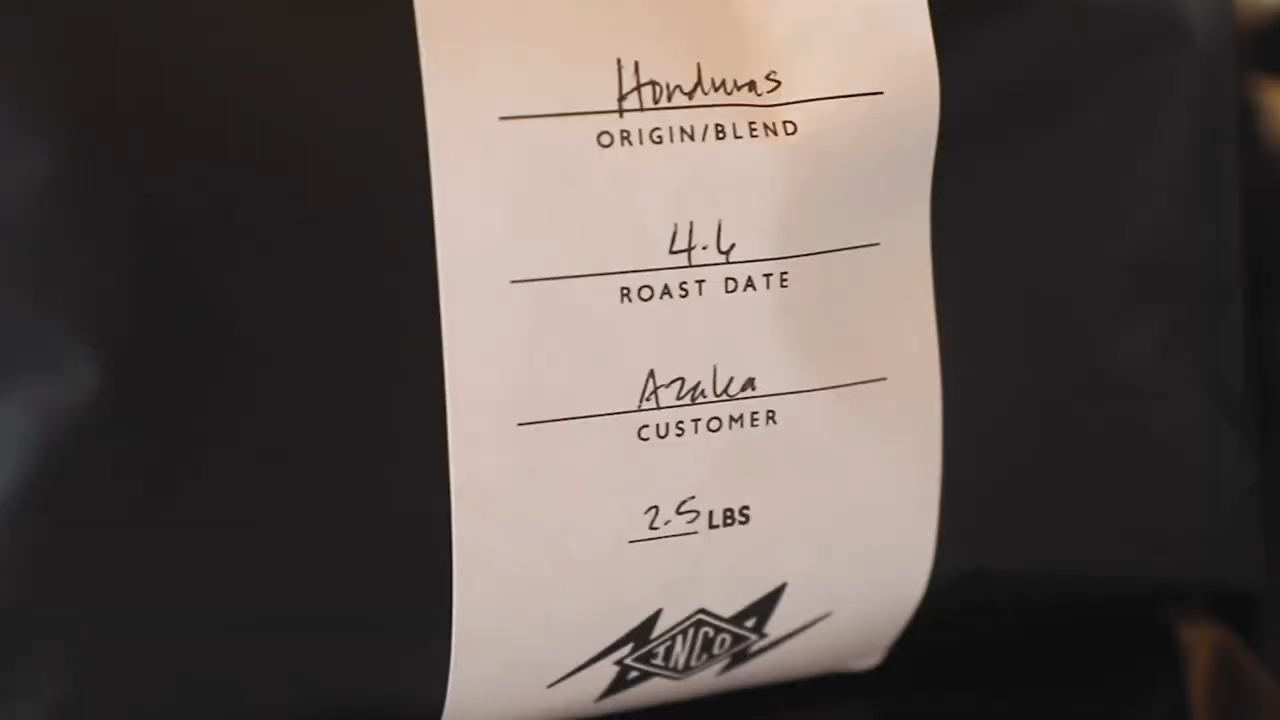 Honduras
ORIGIN/BLEND
4.6
ROAST DATE
Azuka
CUSTOMER
2.5 LBS
INCO